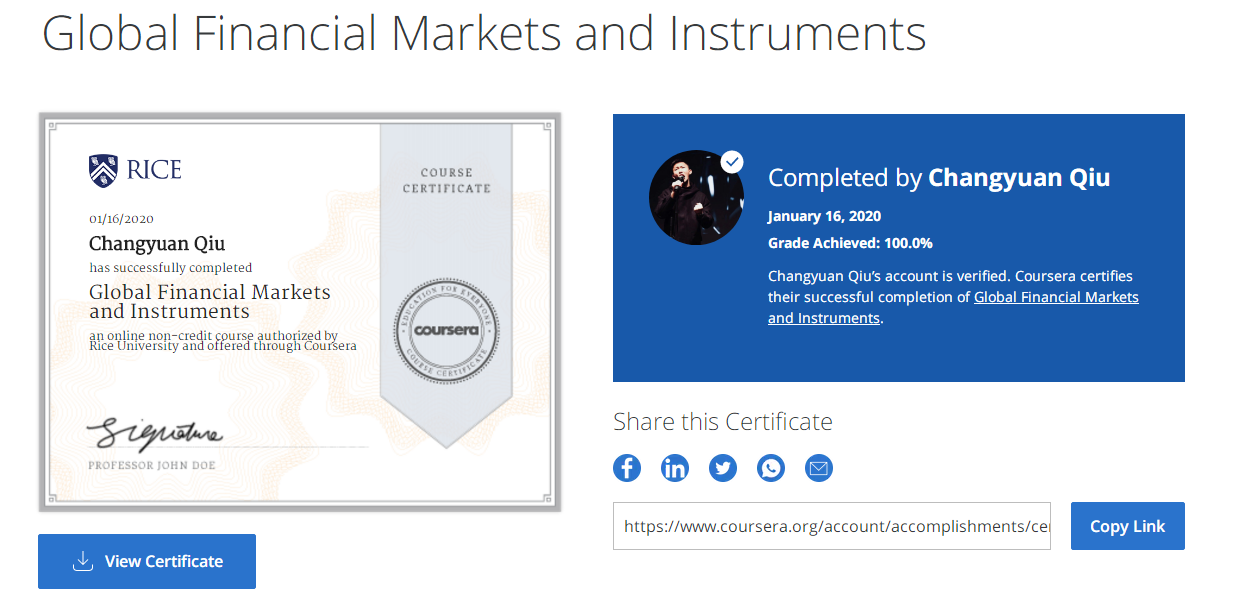 Global Financial Markets and Instruments
RICE
01/16/2020
Changyuan Qiu
has successfully completed
Global Financial Markets
and Instruments
an online non-credit course authorized by
Rice University and offered through Coursera
Signature
PROFESSOR JOHN DOE
COURSE
CERTIFICATE
EDUCATION FOR EVERYONE
coursera
COURSE CERTIFICATE
View Certificate
Completed by Changyuan Qiu
January 16, 2020
Grade Achieved: 100.0%
Changyuan Qiu's account is verified. Coursera certifies
their successful completion of Global Financial Markets
and Instruments.
Share this Certificate
https://www.coursera.org/account/accomplishments/cer
Copy Link